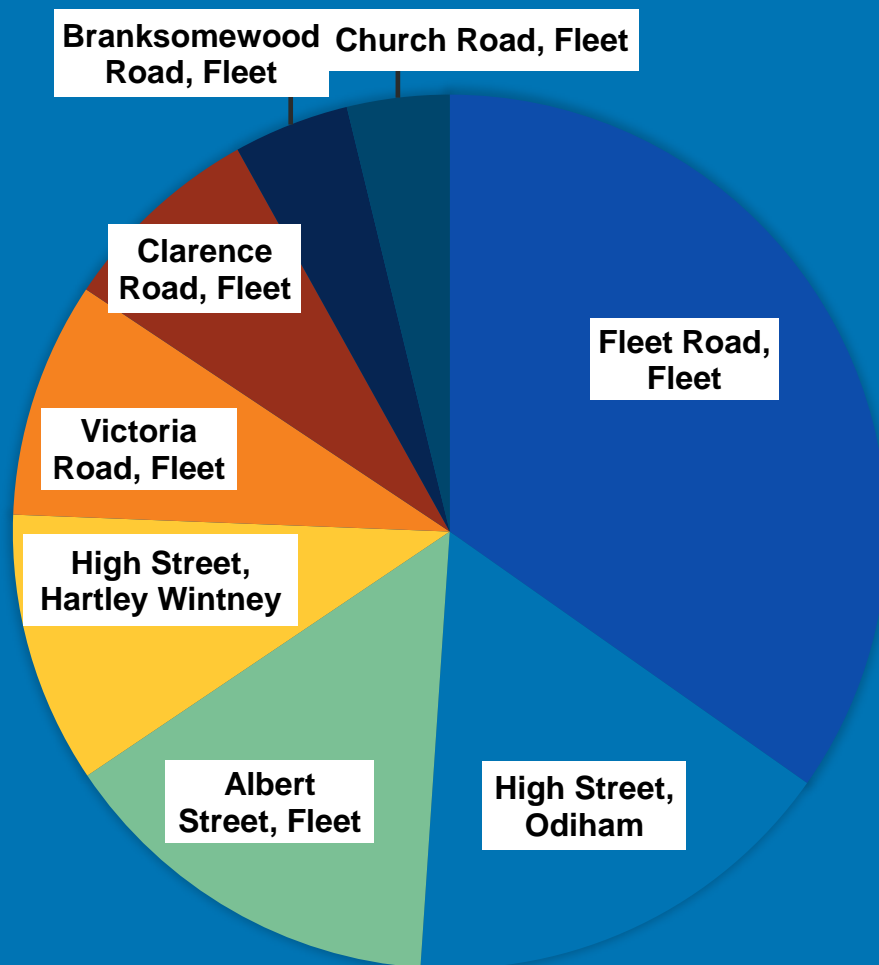 Branksomewood
Road, Fleet
Church Road, Fleet
Clarence
Road, Fleet
Fleet Road,
Fleet
Victoria
Road, Fleet
High Street,
Hartley Wintney
Albert
Street, Fleet
High Street,
Odiham